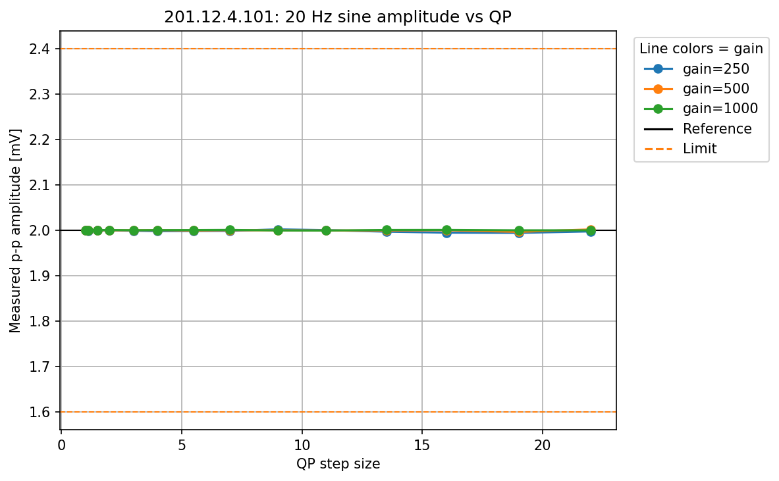 201.12.4.101: 20 Hz sine amplitude vs QP
Measured p-p amplitude [mV]
2.4
2.3
2.2
2.1
2.0
1.9
1.8
1.7
1.6
0 5 10 15 20
QP step size
Line colors = gain
gain=250
gain=500
gain=1000
Reference
Limit